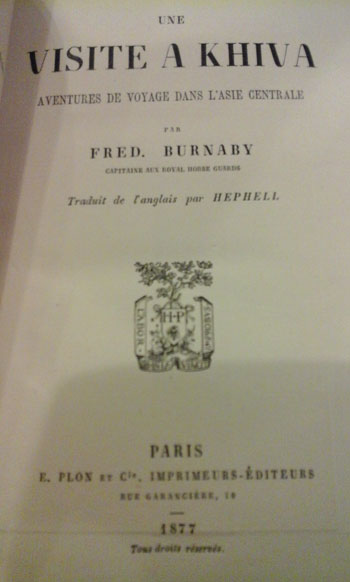 UNE
VISITE A KHIVA
AVENTURES DE VOYAGE DANS L'ASIE CENTRALE
PAR
FRED. BURNABY
CAPITAINE AUX ROYAL HORSE GUARDS
Traduit de l'anglais par HEPHELL
LABOR
H P
PARIS
E. PLON ET Cie, IMPRIMEURS-ÉDITEURS
RUE GARANCIÈRE, 10
1877
Tous droits réservés.